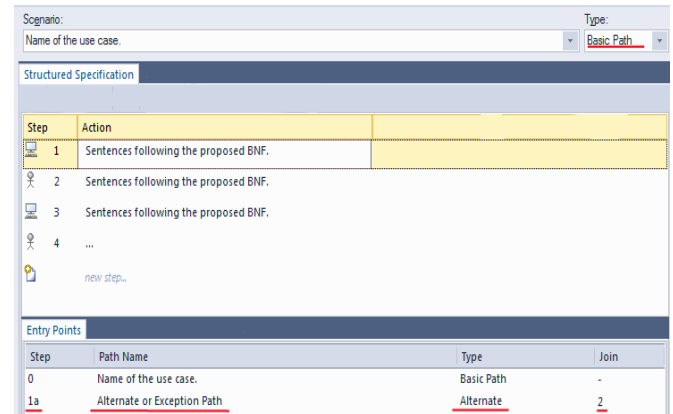 Scenario: Type:
Name of the use case. Basic Path
Structured Specification
Step Action
1 Sentences following the proposed BNF.
2 Sentences following the proposed BNF.
3 Sentences following the proposed BNF.
4 ...
new step...
Entry Points
Step Path Name Type Join
0 Name of the use case. Basic Path -
1a Alternate or Exception Path Alternate 2